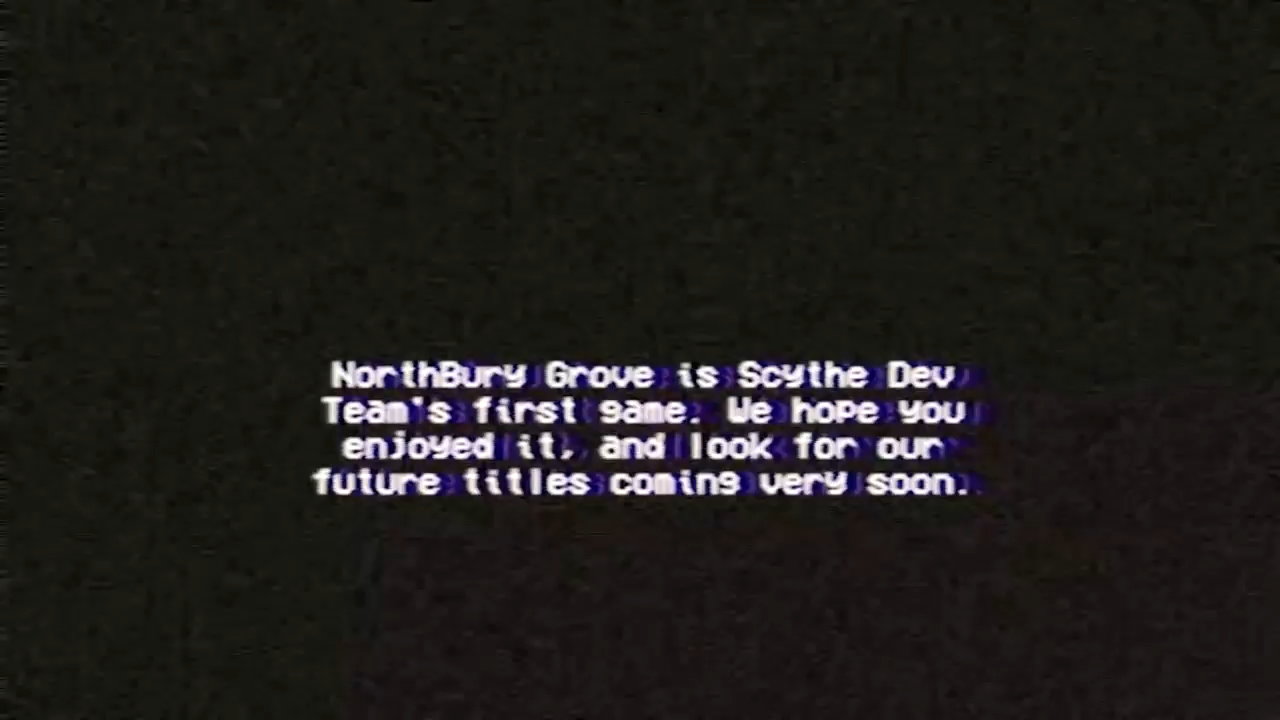 NorthBury Grove is Scythe Dev
Team's first game. We hope you
enjoyed it, and look for our
future titles coming very soon.